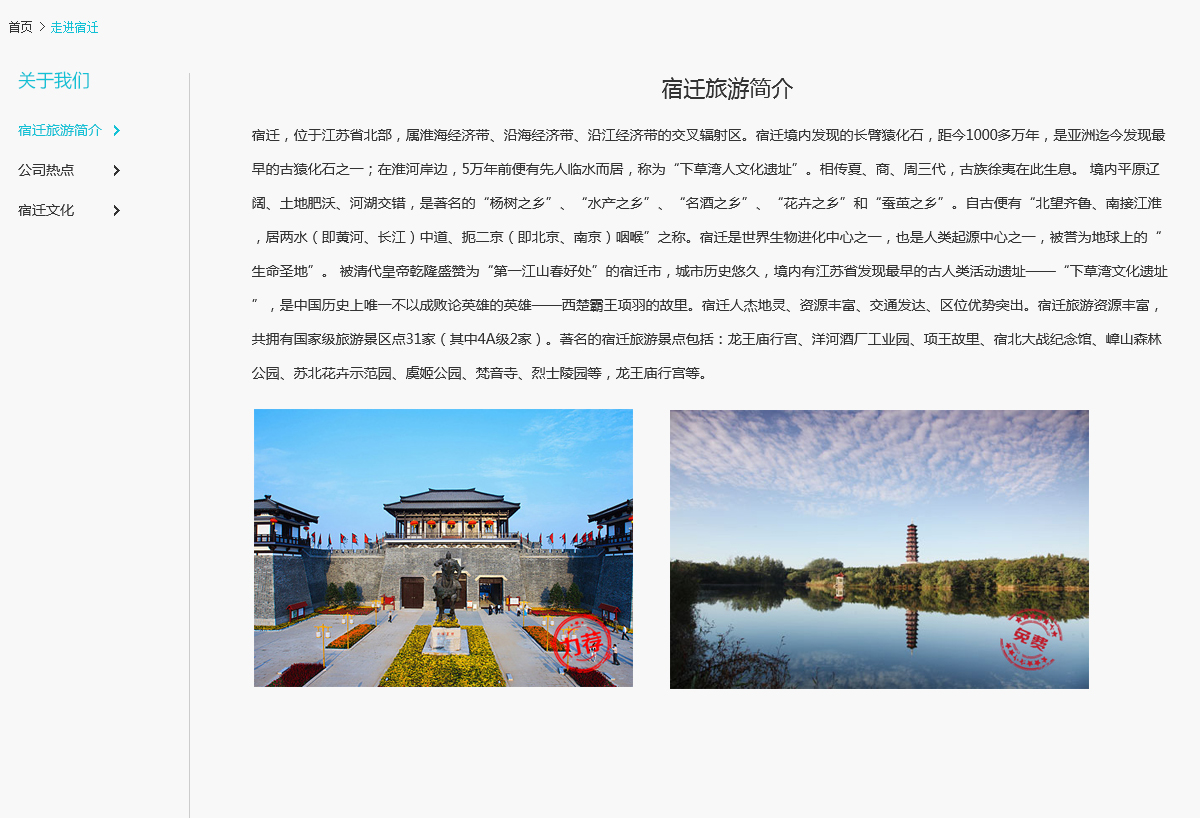 首页 > 走进宿迁
关于我们
宿迁旅游简介
公司热点
宿迁文化
宿迁旅游简介
宿迁，位于江苏省北部，属淮海经济带、沿海经济带、沿江经济带的交叉辐射区。宿迁境内发现的长臂猿化石，距今1000多万年，是亚洲迄今发现最
早的古猿化石之一；在淮河岸边，5万年前便有先人临水而居，称为“下草湾人文化遗址”。相传夏、商、周三代，古族徐夷在此生息。 境内平原辽
阔、土地肥沃、河湖交错，是著名的“杨树之乡”、“水产之乡”、“名酒之乡”、“花卉之乡”和“蚕茧之乡”。自古便有“北望齐鲁、南接江淮
，居两水（即黄河、长江）中道、扼二京（即北京、南京）咽喉”之称。宿迁是世界生物进化中心之一，也是人类起源中心之一，被苦为地球上的“
生命圣地”。 被清代皇帝乾隆盛赞为“第一江山春好处”的宿迁市，城市历史悠久，境内有江苏省发现最早的古人类活动遗址——“下草湾文化遗址
”，是中国历史上唯一不以成败论英雄的英雄——西楚霸王项羽的故里。宿迁人杰地灵、资源丰富、交通发达、区位优势突出。宿迁旅游资源丰富，
共拥有国家级旅游景区点31家（其中4A级2家）。著名的宿迁旅游景点包括：龙王庙行宫、洋河酒厂工业园、项王故里、宿北大战纪念馆、嶂山森林
公园、苏北花卉示范园、虞姬公园、梵音寺、烈士陵园等，龙王庙行宫等。
力荐
免费